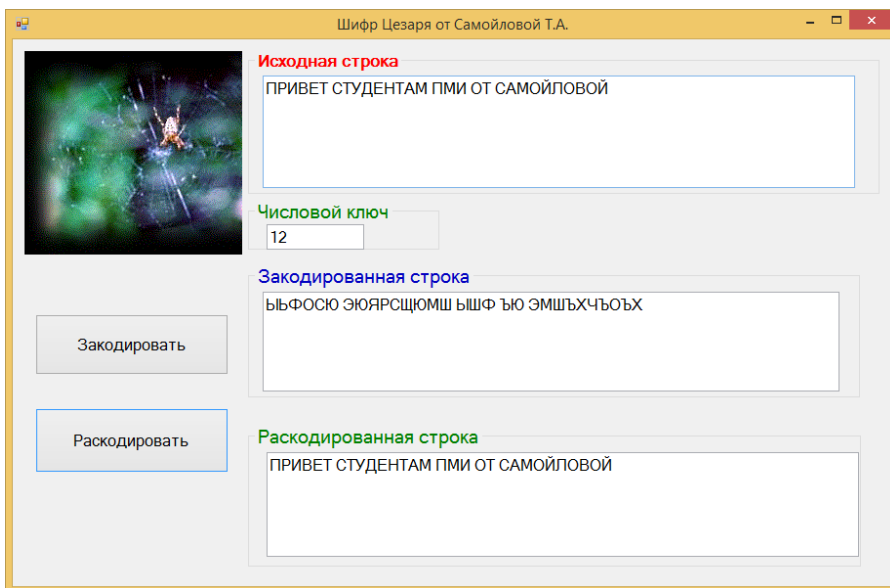 Шифр Цезаря от Самойловой Т.А.
Исходная строка
ПРИВЕТ СТУДЕНТАМ ПМИ ОТ САМОЙЛОВОЙ
Числовой ключ
12
Закодированная строка
ЫЬФОСЮ ЭЮЯРСЩЮМШ ЫШФ ЪЮ ЭМШЪХЧЪОЪХ
Закодировать
Раскодировать
Раскодированная строка
ПРИВЕТ СТУДЕНТАМ ПМИ ОТ САМОЙЛОВОЙ